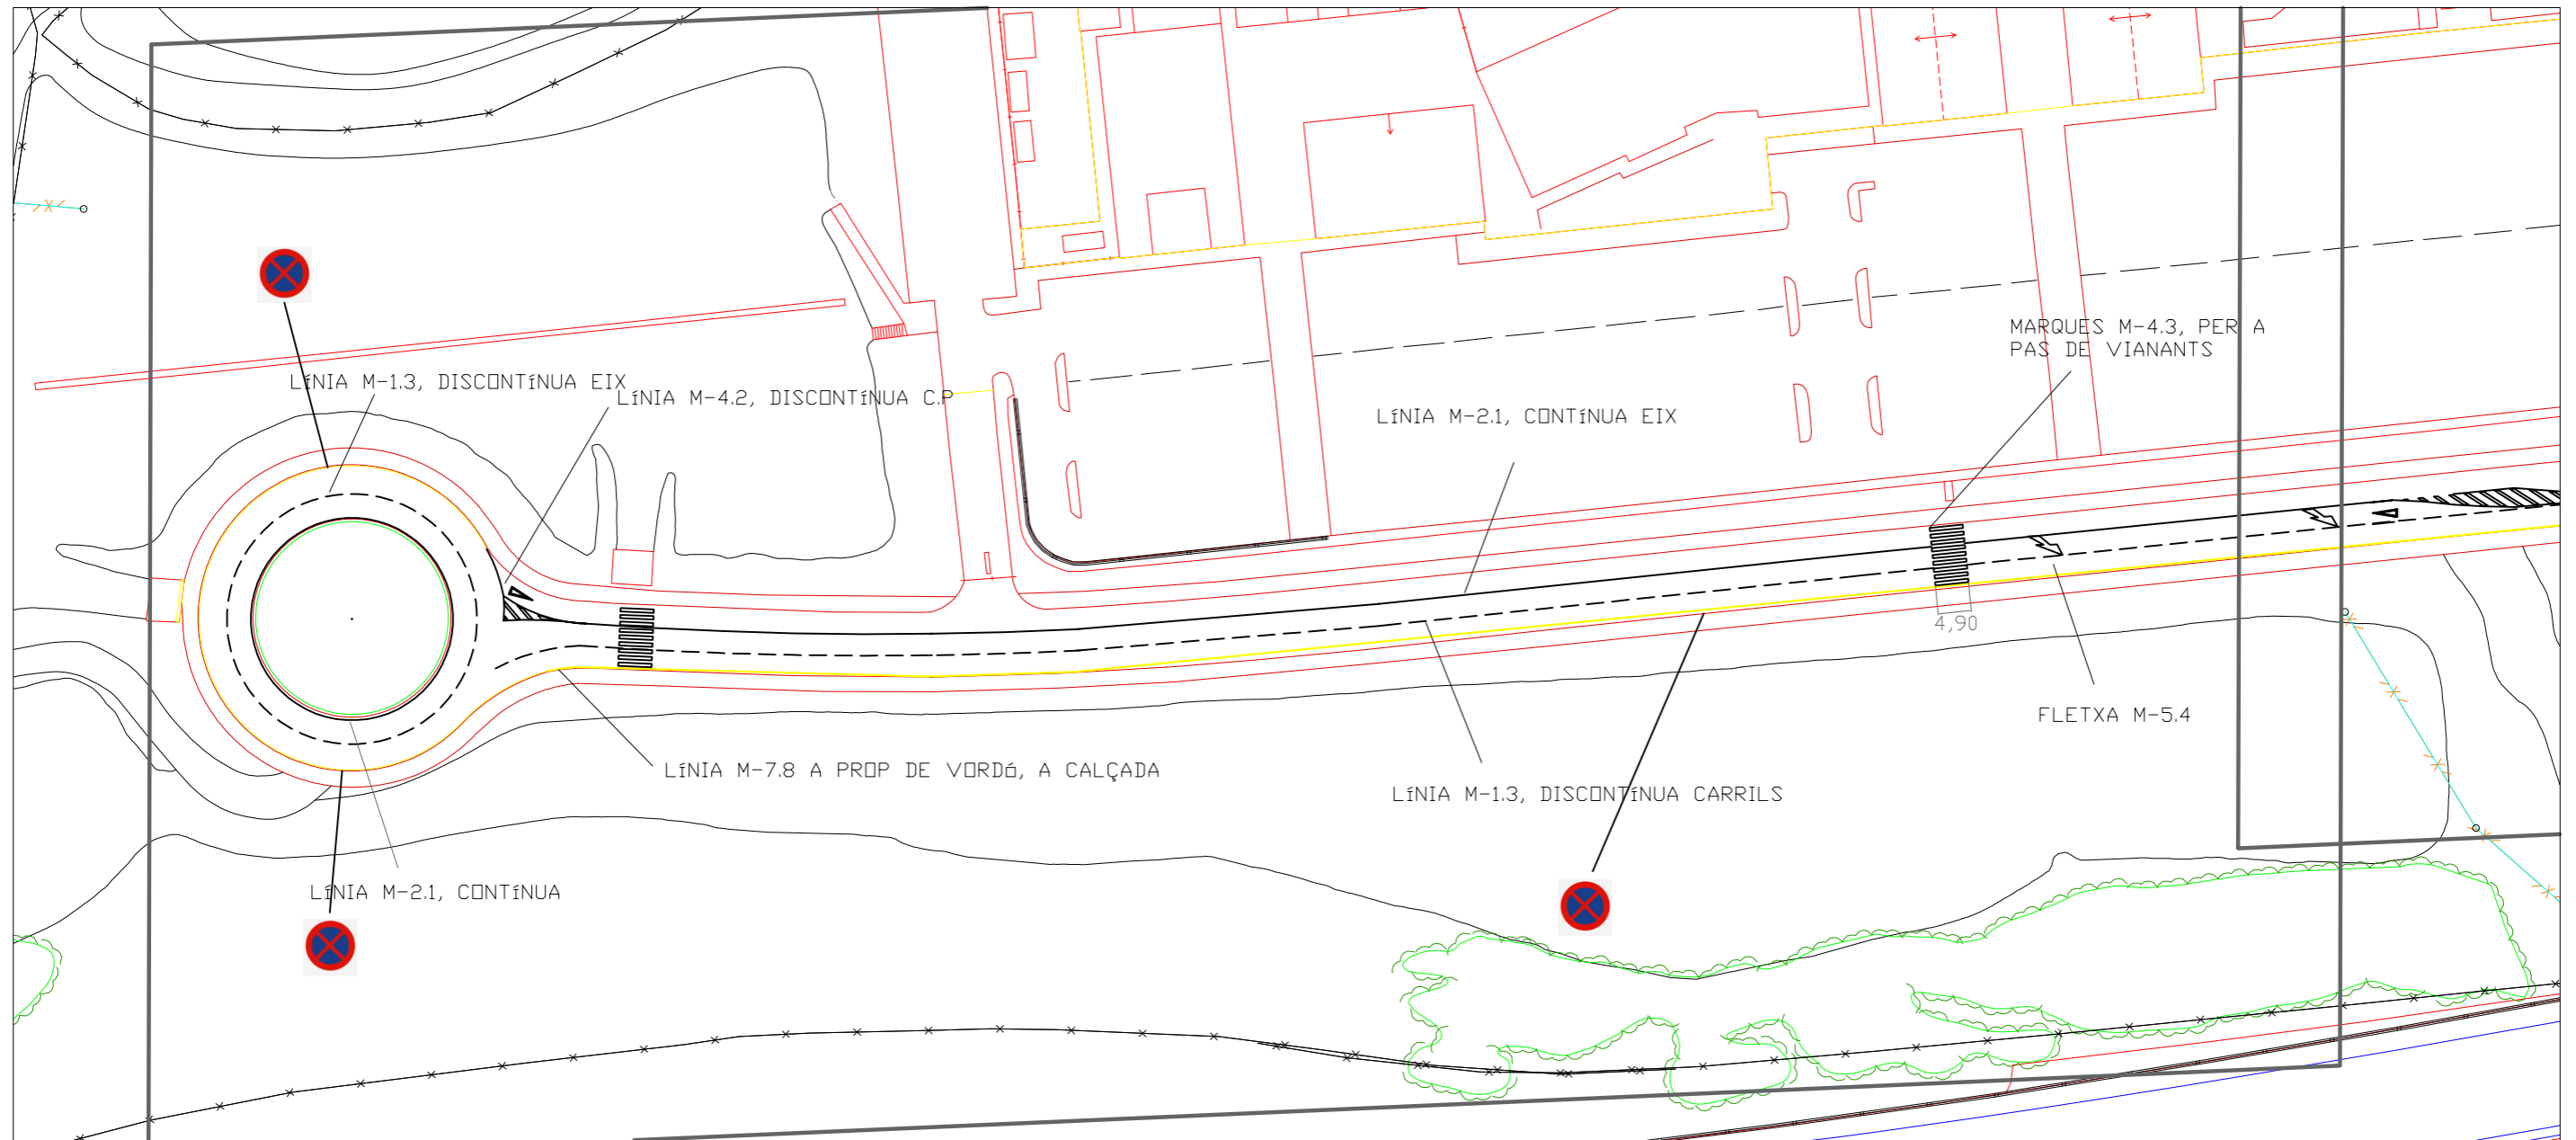 MARQUES M-4.3, PER A
PAS DE VIANANTS
LíNIA M-1.3, DISCONTíNUA EIX
LíNIA M-4.2, DISCONTíNUA C.P
LíNIA M-2.1, CONTíNUA EIX
4,90
FLETXA M-5.4
LíNIA M-7.8 A PROP DE VORDó, A CALÇADA
LíNIA M-1.3, DISCONTíNUA CARRILS
LíNIA M-2.1, CONTíNUA